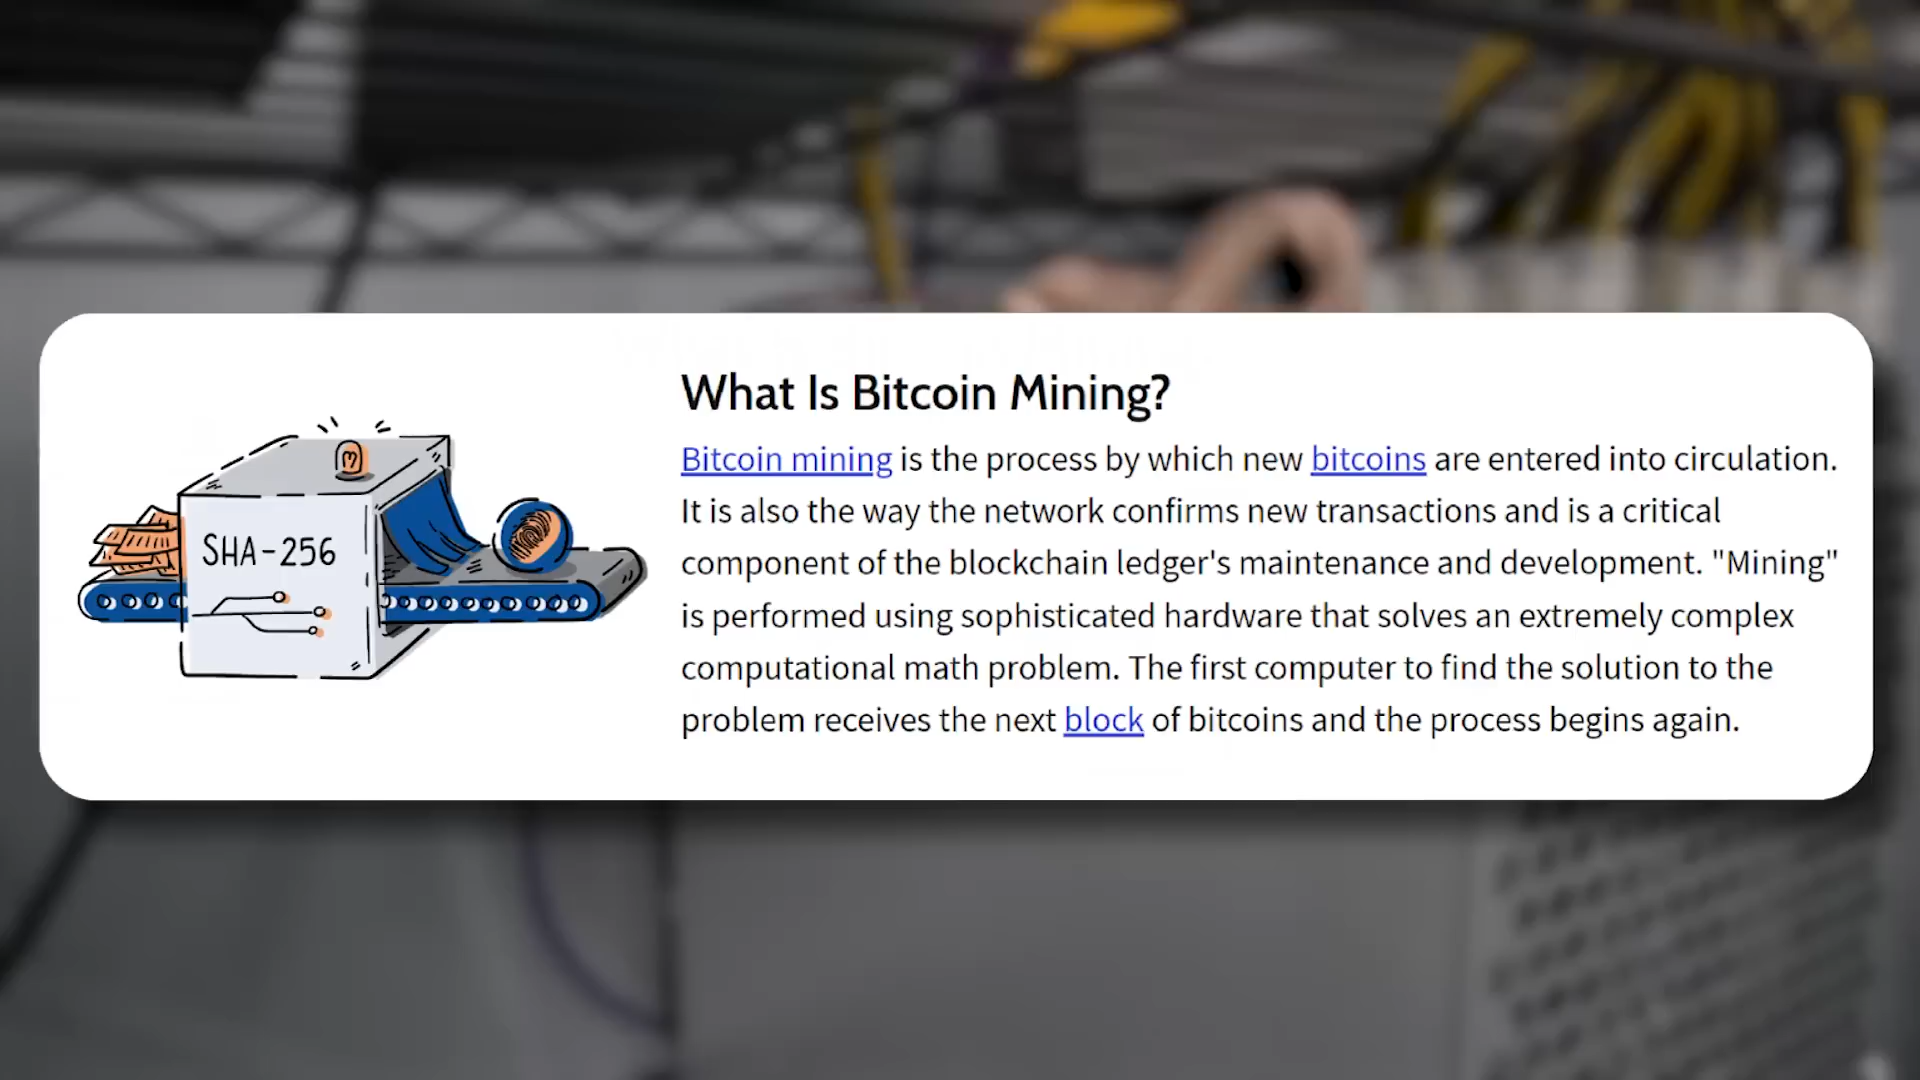 What Is Bitcoin Mining?
Bitcoin mining is the process by which new bitcoins are entered into circulation.
It is also the way the network confirms new transactions and is a critical
component of the blockchain ledger's maintenance and development. "Mining"
is performed using sophisticated hardware that solves an extremely complex
computational math problem. The first computer to find the solution to the
problem receives the next block of bitcoins and the process begins again.
SHA-256